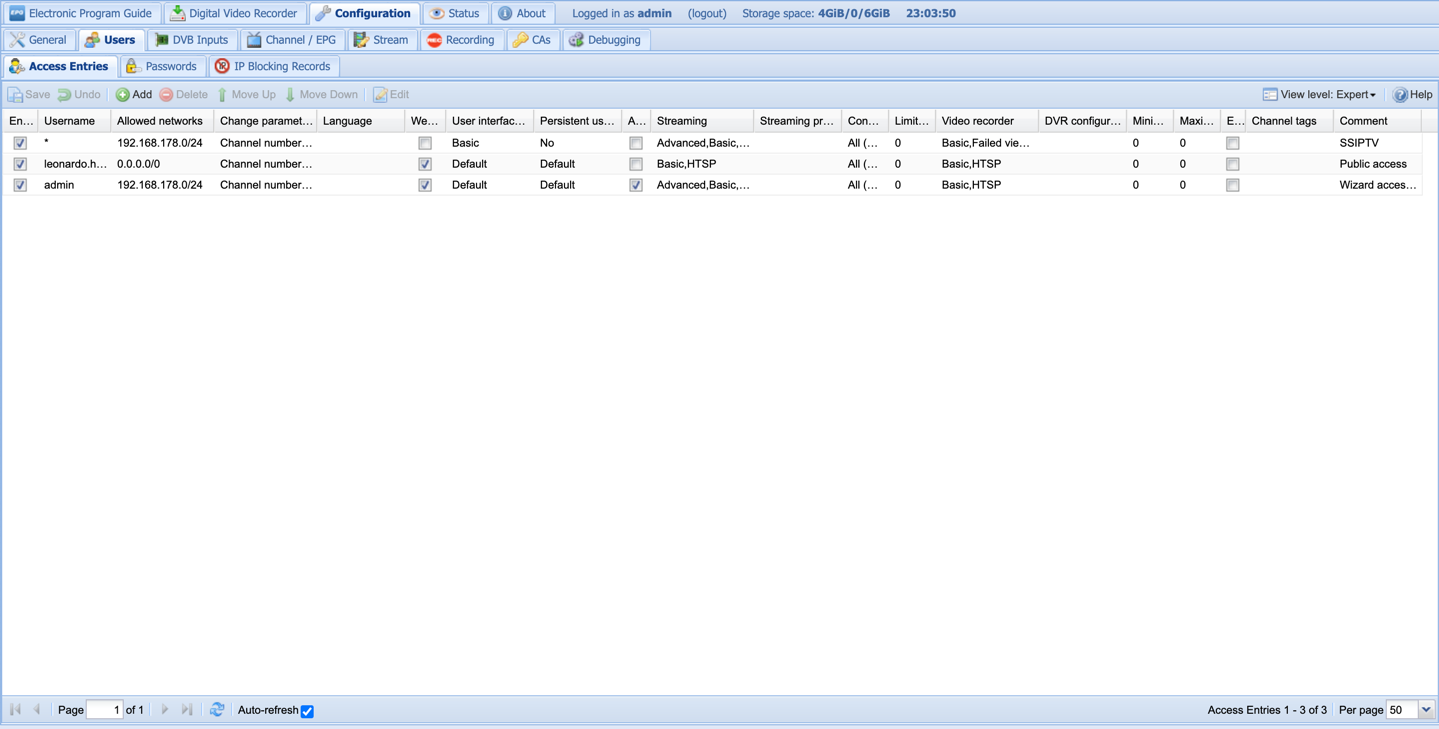 EPG Electronic Program Guide Digital Video Recorder Configuration Status About Logged in as admin (logout) Storage space: 4GiB/0/6GiB 23:03:50
General Users DVB Inputs Channel / EPG Stream REC Recording CAs Debugging
Access Entries Passwords IP IP Blocking Records
Save Undo Add Delete Move Up Move Down Edit View level: Expert Help
En... Username Allowed networks Change paramet... Language We... User interfac... Persistent us... A... Streaming Streaming pr... Con... Limit... Video recorder DVR configur... Mini... Maxi... E... Channel tags Comment
* 192.168.178.0/24 Channel number... Basic No Advanced,Basic,... All (... 0 Basic,Failed vie... 0 0 SSIPTV
leonardo.h... 0.0.0.0/0 Channel number... Default Default Basic,HTSP All (... 0 Basic,HTSP 0 0 Public access
admin 192.168.178.0/24 Channel number... Default Default Advanced,Basic,... All (... 0 Basic,HTSP 0 0 Wizard acces...
Page 1 of 1 Auto-refresh Access Entries 1 - 3 of 3 Per page 50